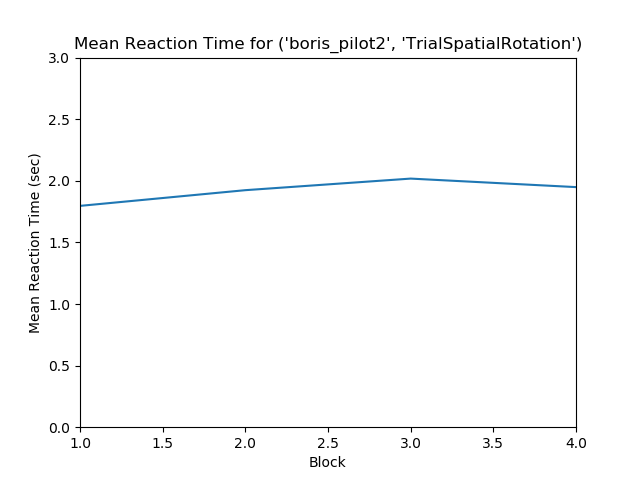 Mean Reaction Time for ('boris_pilot2', 'TrialSpatialRotation')
3.0
2.5
2.0
1.5
1.0
0.5
0.0
Mean Reaction Time (sec)
1.0 1.5 2.0 2.5 3.0 3.5 4.0
Block